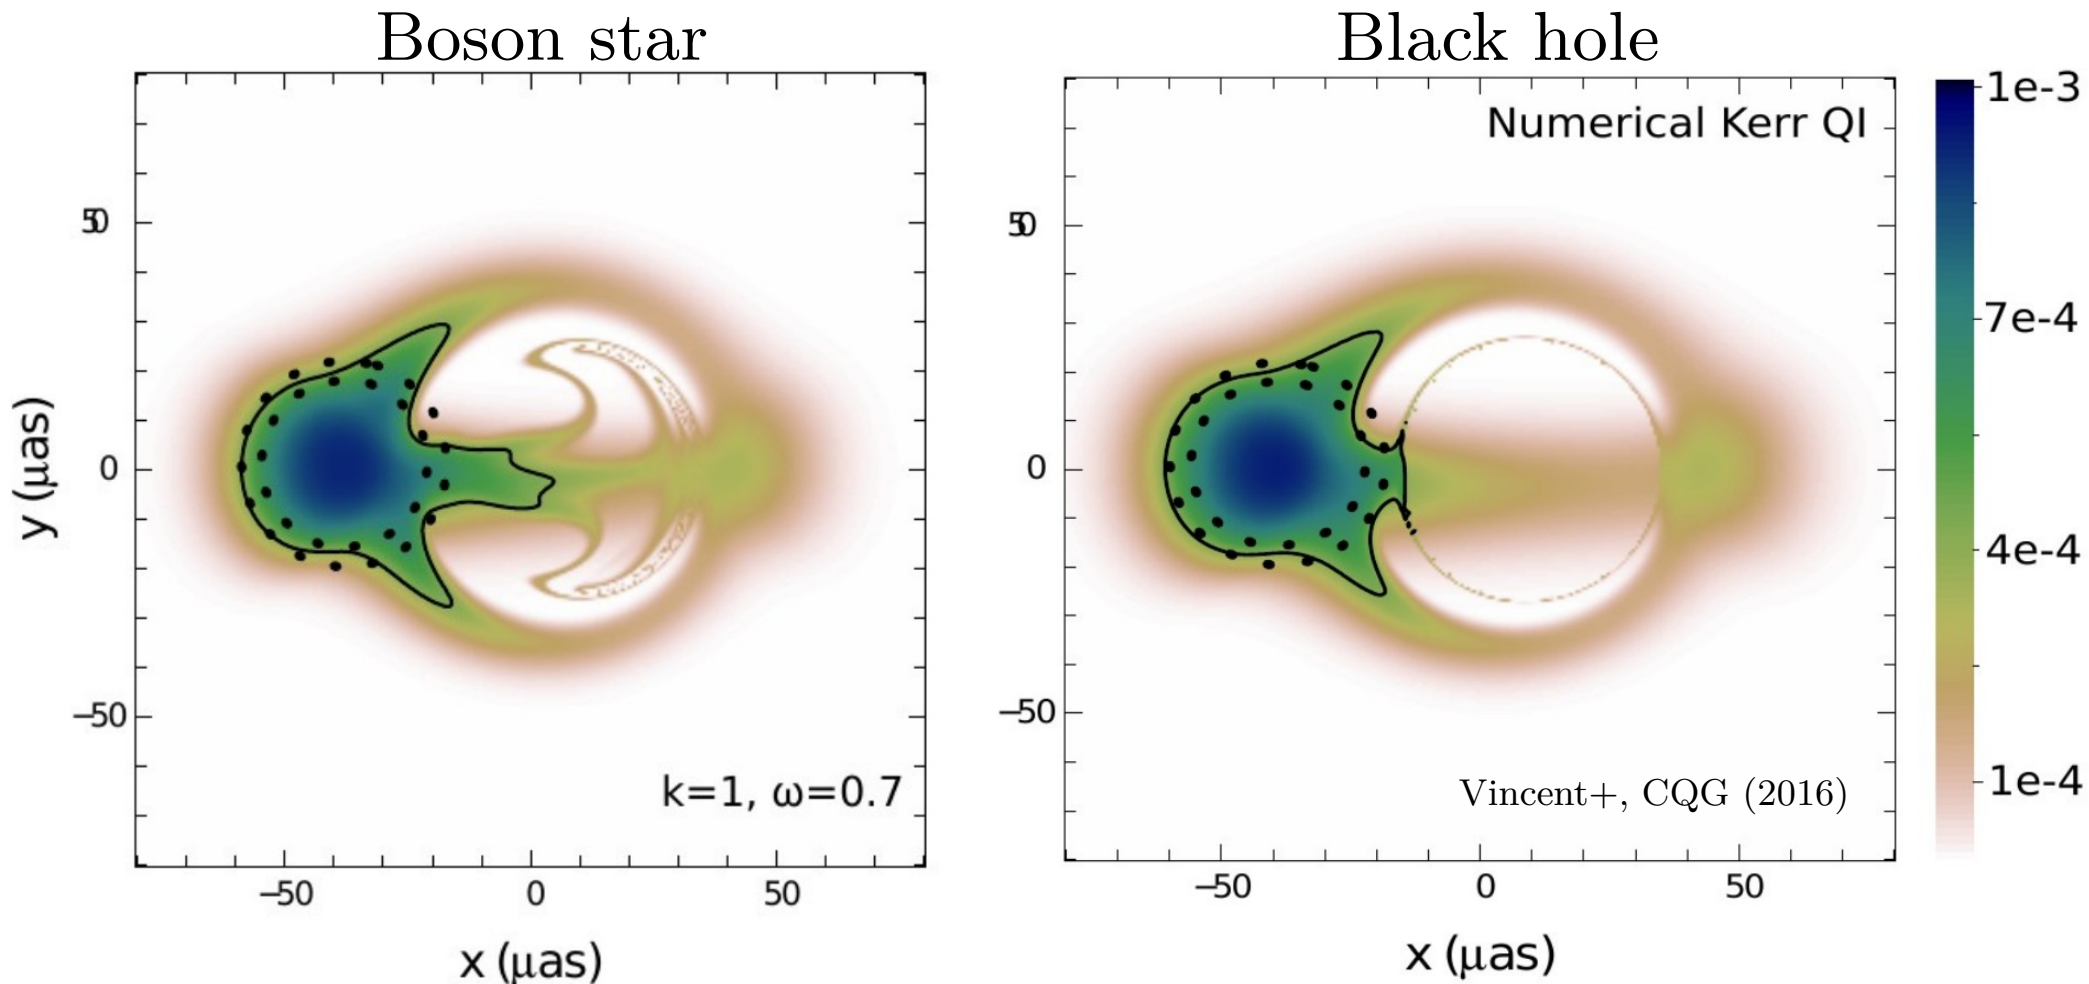 Boson star
Black hole
Numerical Kerr QI
1e-3
7e-4
4e-4
1e-4
50
0
−50
y (μas)
50
0
−50
k=1, ω=0.7
Vincent+, CQG (2016)
−50
0
50
x (μas)
−50
0
50
x (μas)